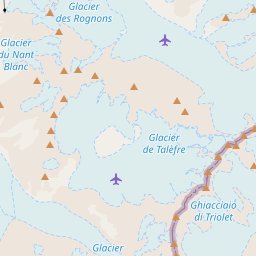 Glacier
des Rognons
Glacier
du Nant
Blanc
Glacier
de Talèfre
Ghiacciaio
di Triolet
Glacier